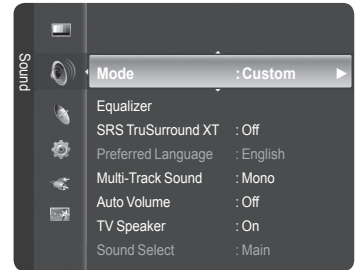 Sound
Mode : Custom
Equalizer
SRS TruSurround XT : Off
Preferred Language : English
Multi-Track Sound : Mono
Auto Volume : Off
TV Speaker : On
Sound Select : Main